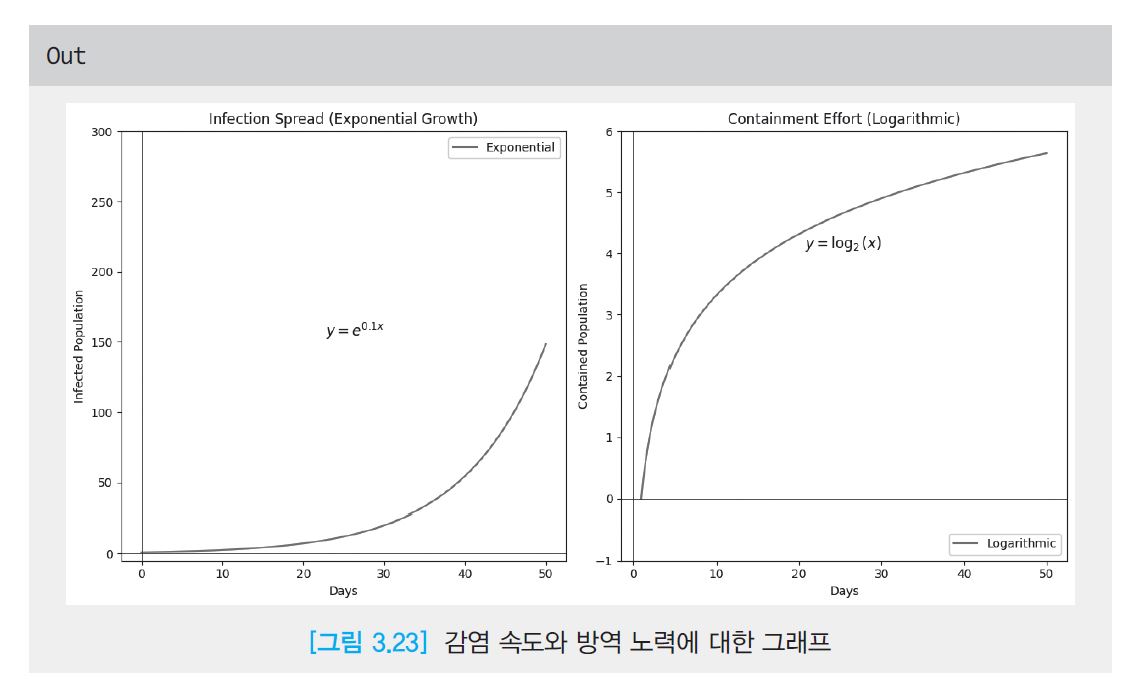 Out
Infection Spread (Exponential Growth)
300
250
200
150
100
50
0
Infected Population
Exponential
y = e^{0.1x}
0 10 20 30 40 50
Days
Containment Effort (Logarithmic)
6
5
4
3
2
1
0
−1
Contained Population
y = log₂(x)
Logarithmic
0 10 20 30 40 50
Days
[그림 3.23] 감염 속도와 방역 노력에 대한 그래프